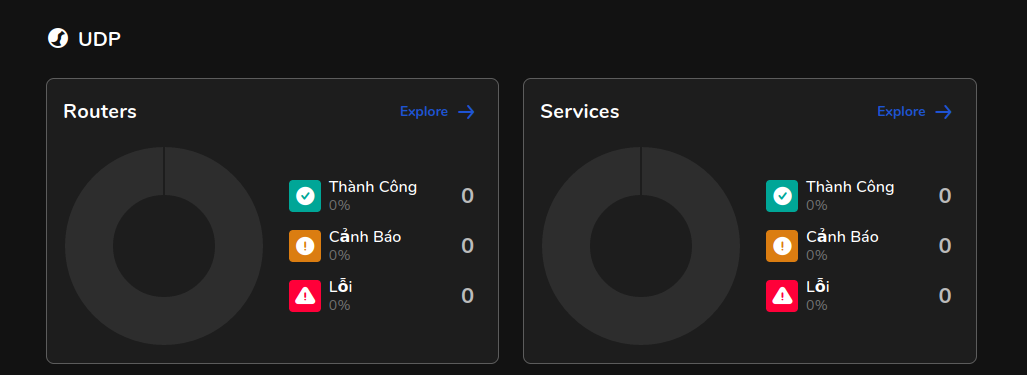 UDP
Routers
Explore
Thành Công
0%
0
Cảnh Báo
0%
0
Lỗi
0%
0
Services
Explore
Thành Công
0%
0
Cảnh Báo
0%
0
Lỗi
0%
0